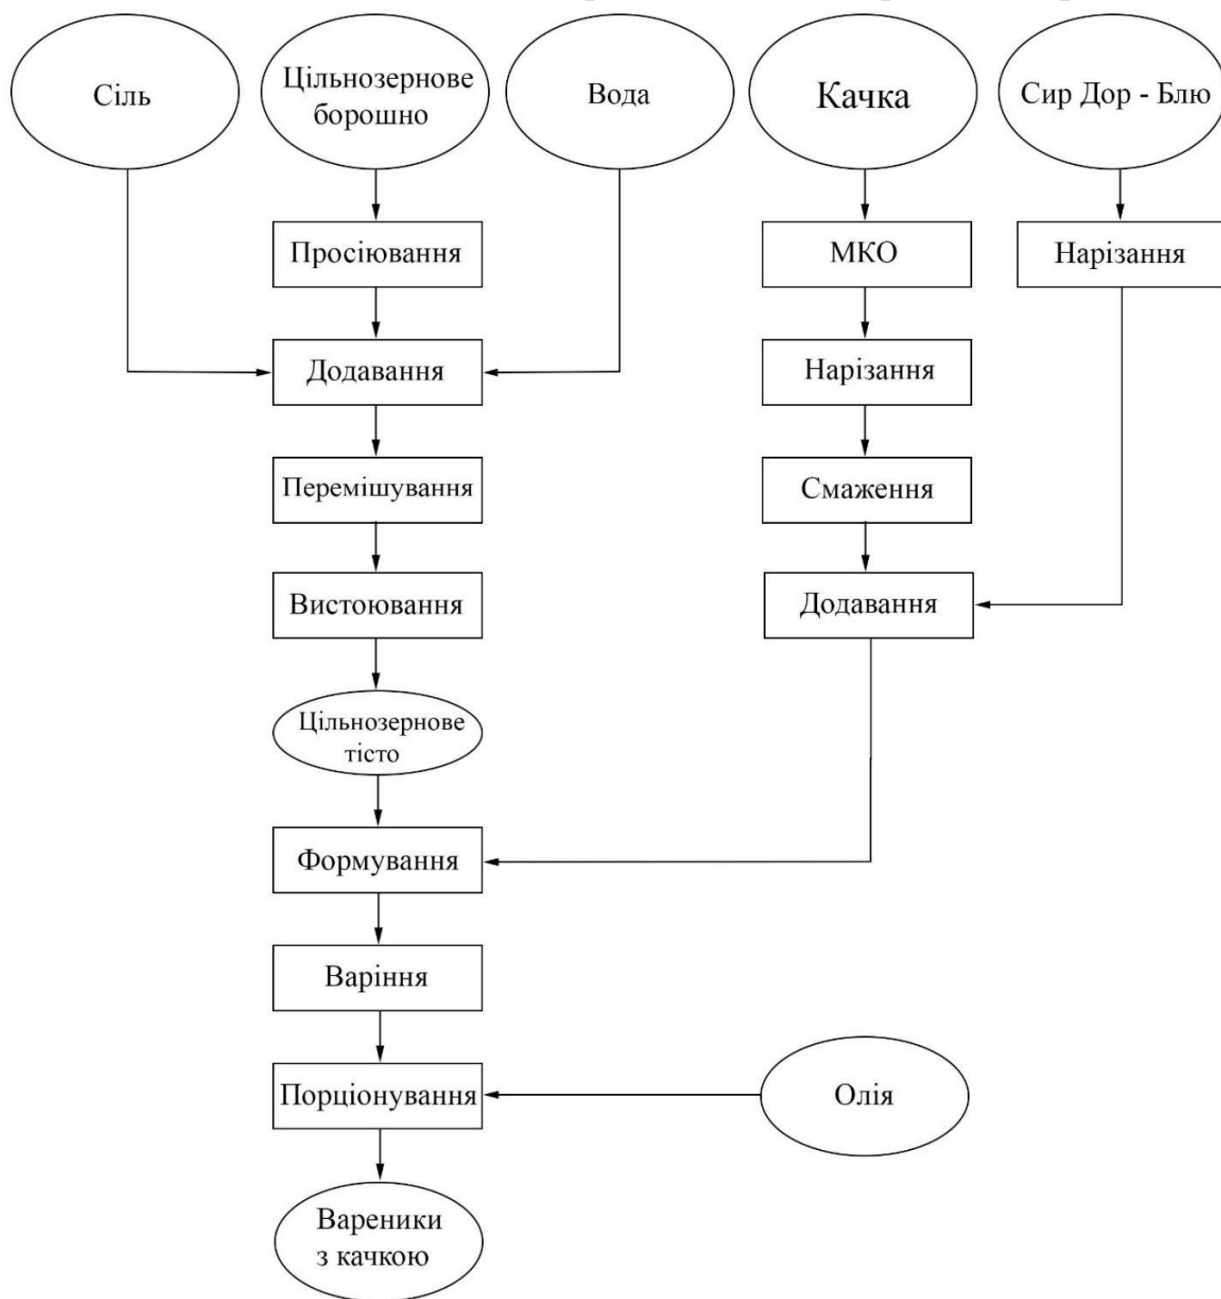 Сіль
Цільнозернове
борошно
Вода
Качка
Сир Дор - Блю
Просіювання
МКО
Нарізання
Додавання
Нарізання
Перемішування
Смаження
Вистоювання
Додавання
Цільнозернове
тісто
Формування
Варіння
Порціонування
Олія
Вареники
з качкою